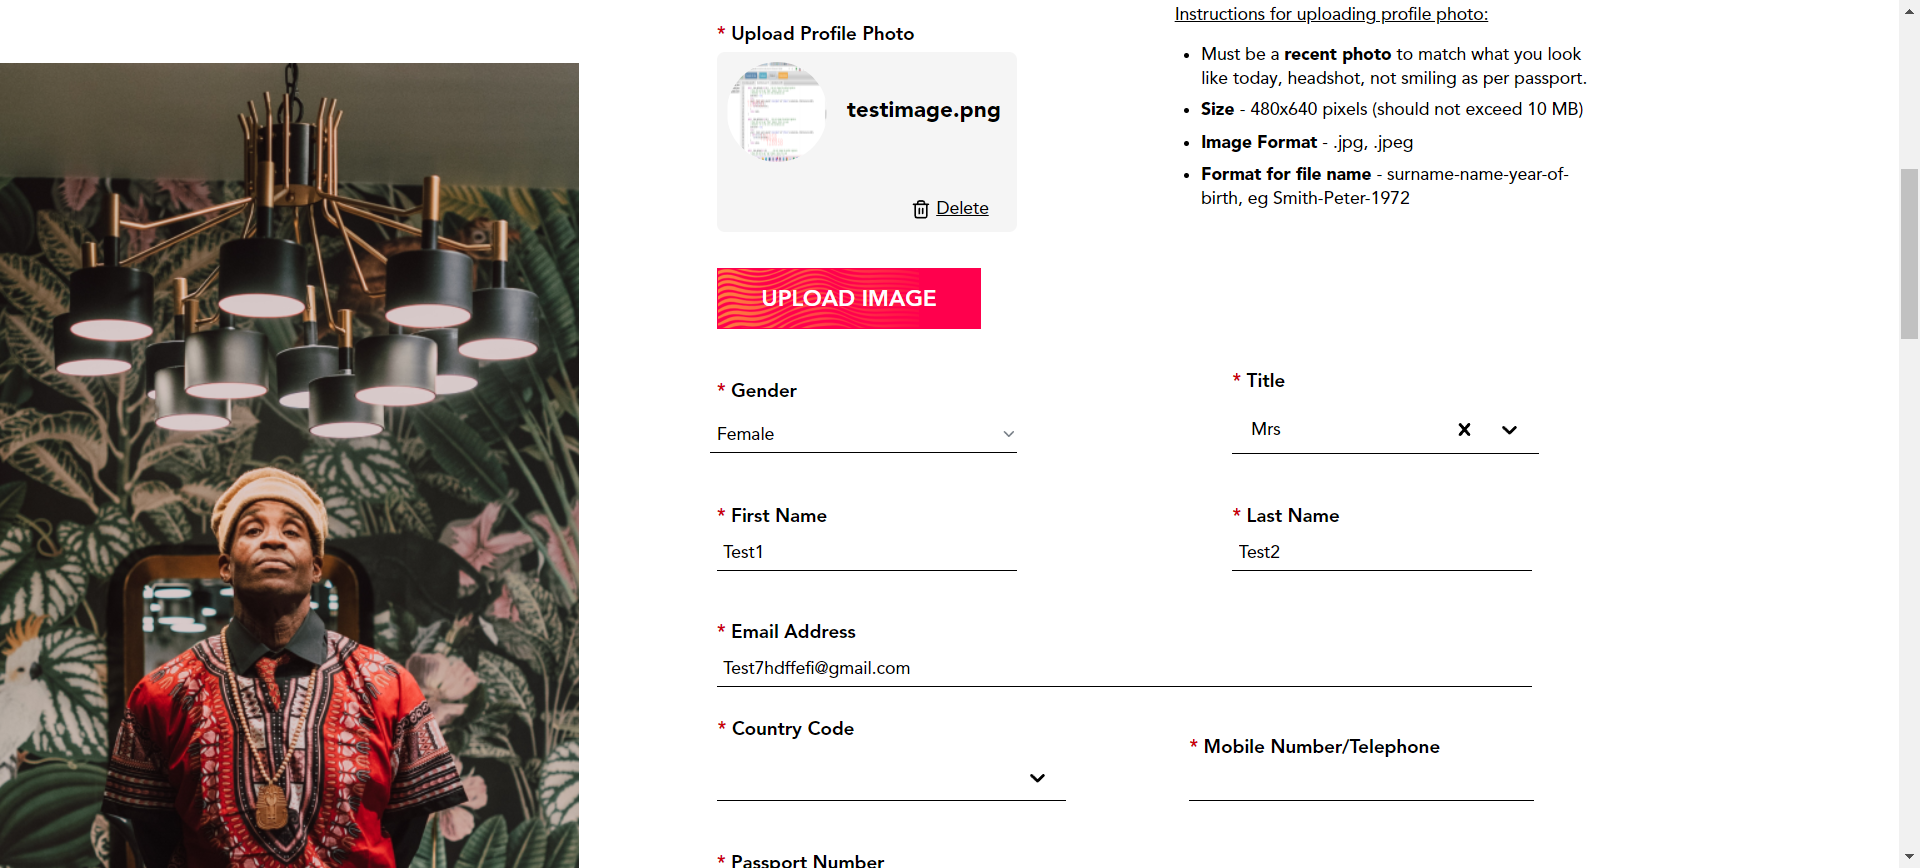 * Upload Profile Photo
testimage.png
Delete
UPLOAD IMAGE
Instructions for uploading profile photo:
Must be a recent photo to match what you look
like today, headshot, not smiling as per passport.
Size - 480x640 pixels (should not exceed 10 MB)
Image Format - .jpg, .jpeg
Format for file name - surname-name-year-of-
birth, eg Smith-Peter-1972
* Gender
Female
* Title
Mrs
* First Name
Test1
* Last Name
Test2
* Email Address
Test7hdffefi@gmail.com
* Country Code
* Mobile Number/Telephone
* Passport Number